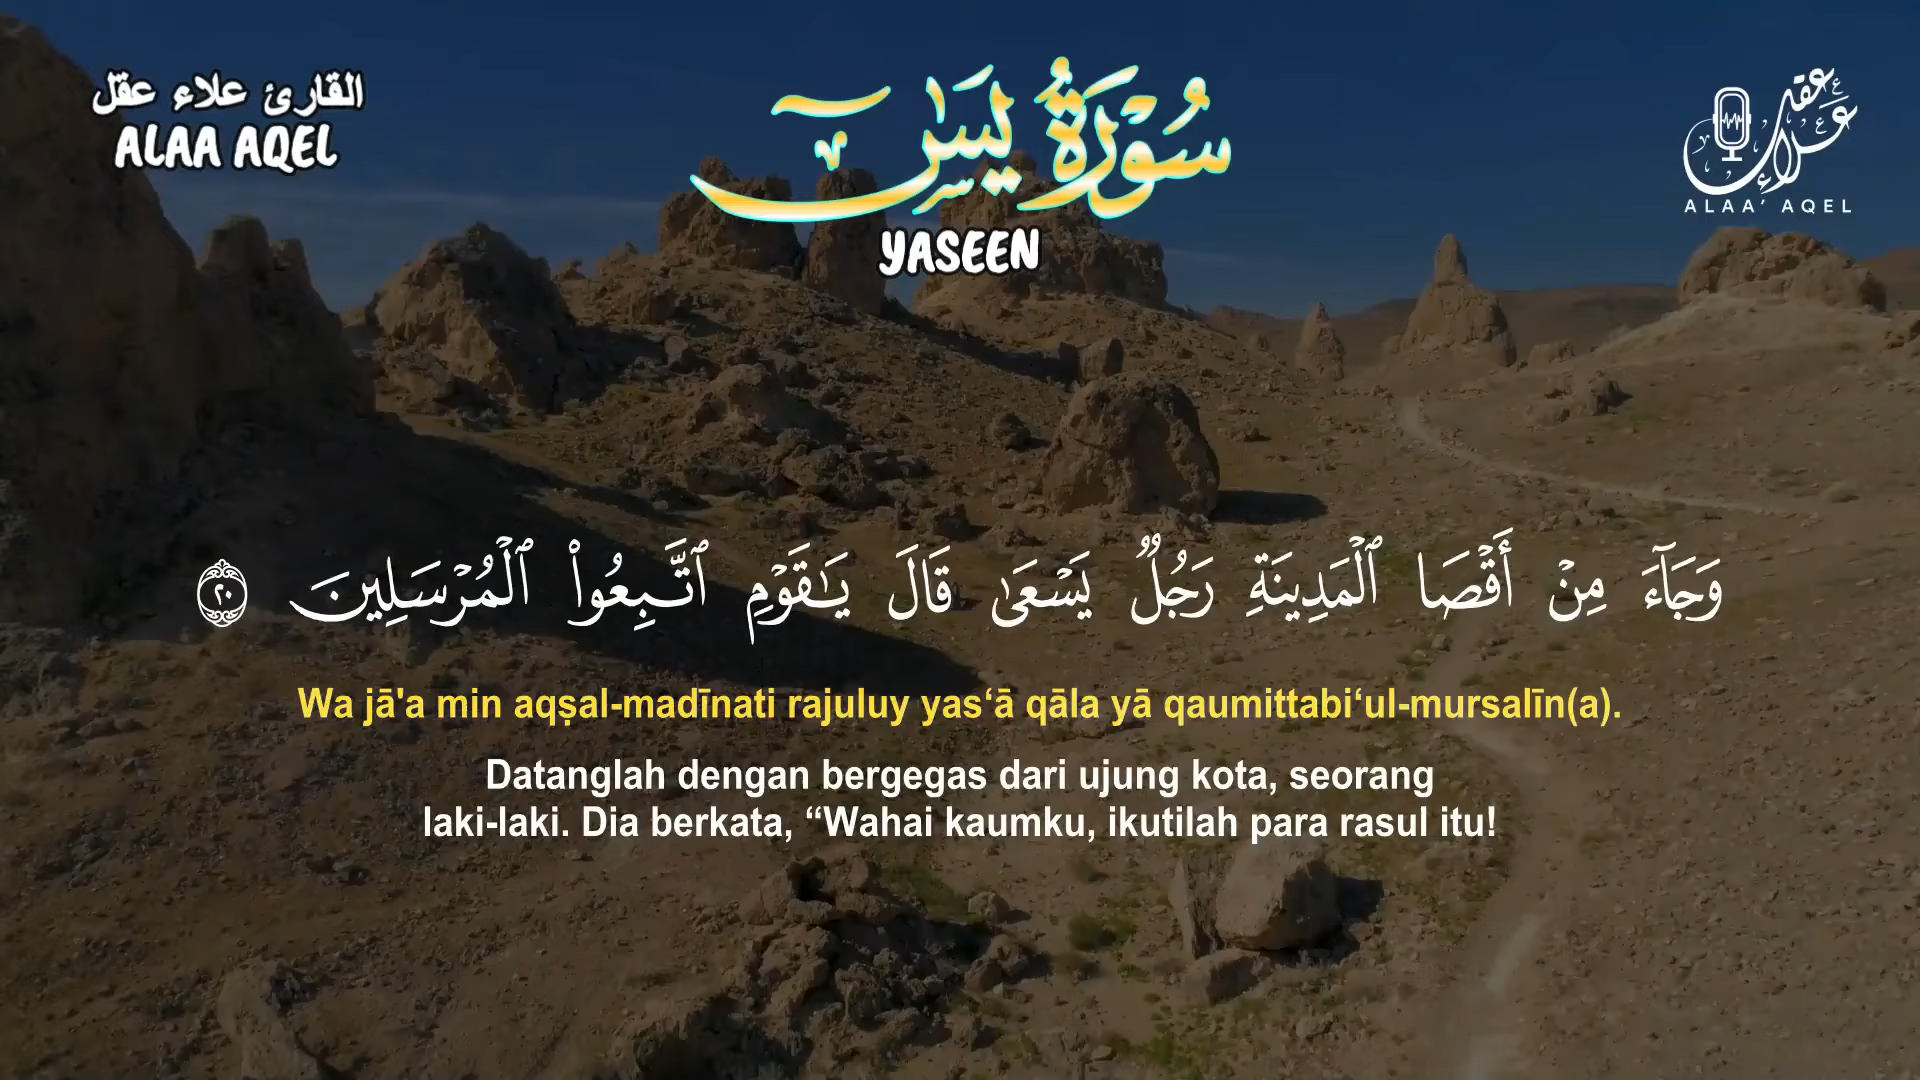 القارئ علاء عقل
ALAA AQEL
سُورَةُ يسٓ
YASEEN
علاء عقل
ALAA' AQEL
وَجَآءَ مِنْ أَقْصَا ٱلْمَدِينَةِ رَجُلٌۭ يَسْعَىٰ قَالَ يَـٰقَوْمِ ٱتَّبِعُوا۟ ٱلْمُرْسَلِينَ ٢٠
Wa jā'a min aqṣal-madīnati rajuluy yas‘ā qāla yā qaumittabi‘ul-mursalīn(a).
Datanglah dengan bergegas dari ujung kota, seorang
laki-laki. Dia berkata, “Wahai kaumku, ikutilah para rasul itu!